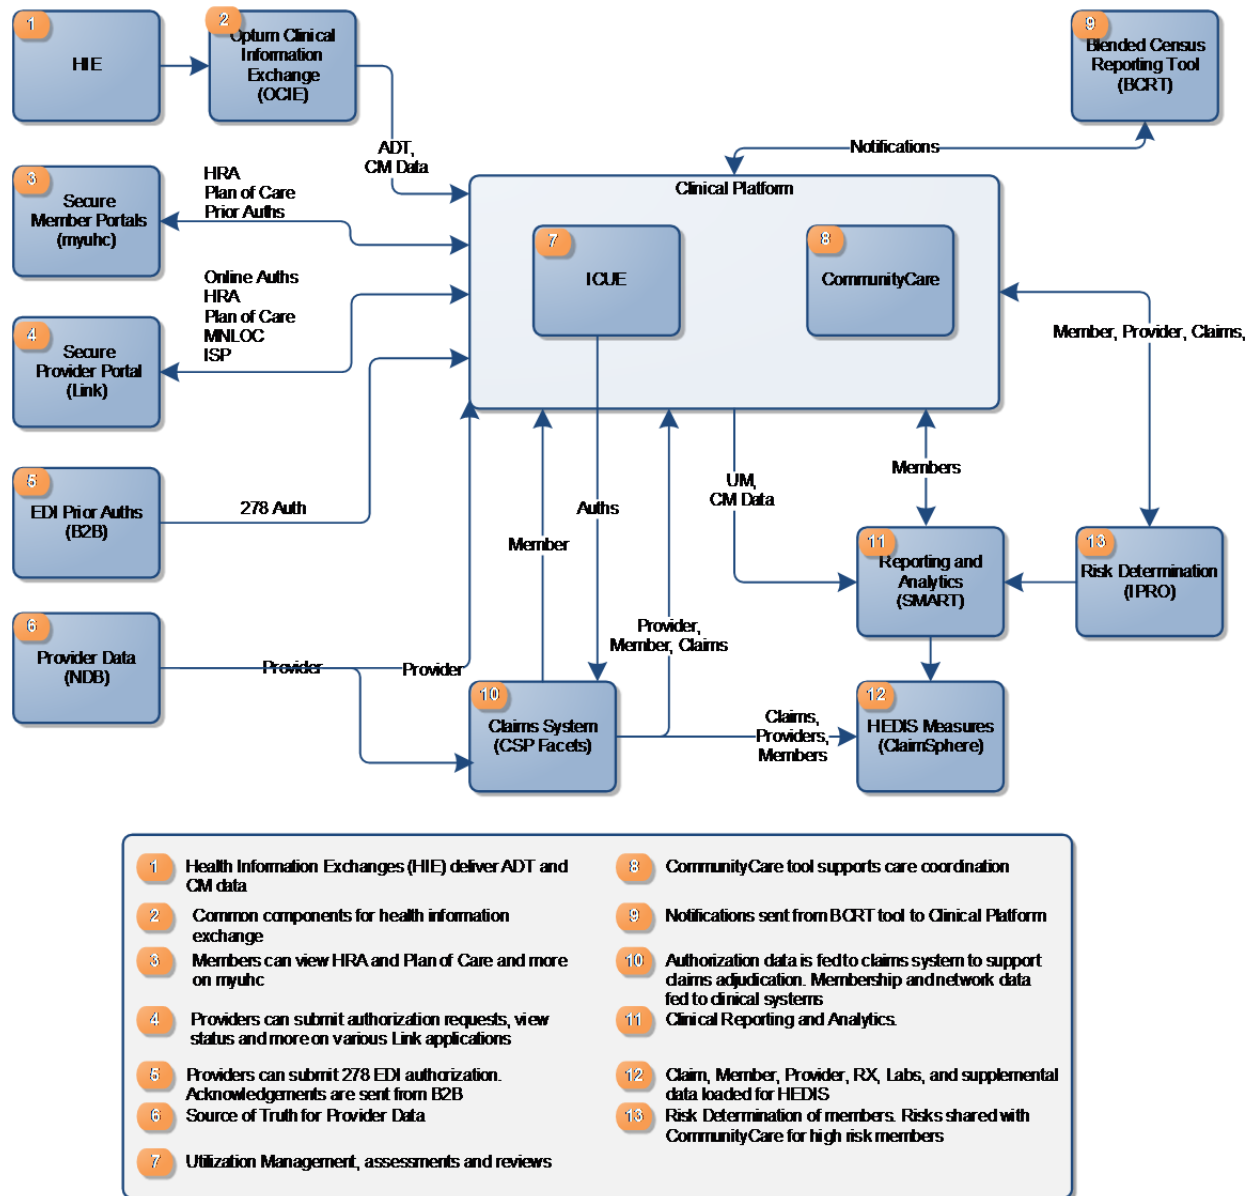 1
HIE
2
Optum Clinical
Information
Exchange
(OCIE)
9
Blended Census
Reporting Tool
(BCRT)
ADT,
CM Data
Notifications
3
Secure
Member Portals
(myuhc)
HRA
Plan of Care
Prior Auths
Clinical Platform
7
ICUE
8
CommunityCare
4
Secure
Provider Portal
(Link)
Online Auths
HRA
Plan of Care
MNLOC
ISP
Member, Provider, Claims,
5
EDI Prior Auths
(B2B)
278 Auth
Member
Auths
UM,
CM Data
Members
11
Reporting and
Analytics
(SMART)
13
Risk Determination
(IPRO)
6
Provider Data
(NDB)
Provider
Provider
Provider,
Member, Claims
10
Claims System
(CSP Facets)
Claims,
Providers,
Members
12
HEDIS Measures
(ClaimSphere)
1 Health Information Exchanges (HIE) deliver ADT and
CM data
2 Common components for health information
exchange
3 Members can view HRA and Plan of Care and more
on myuhc
4 Providers can submit authorization requests, view
status and more on various Link applications
5 Providers can submit 278 EDI authorization.
Acknowledgements are sent from B2B
6 Source of Truth for Provider Data
7 Utilization Management, assessments and reviews
8 CommunityCare tool supports care coordination
9 Notifications sent from BCRT tool to Clinical Platform
10 Authorization data is fed to claims system to support
claims adjudication. Membership and network data
fed to clinical systems
11 Clinical Reporting and Analytics.
12 Claim, Member, Provider, RX, Labs, and supplemental
data loaded for HEDIS
13 Risk Determination of members. Risks shared with
CommunityCare for high risk members